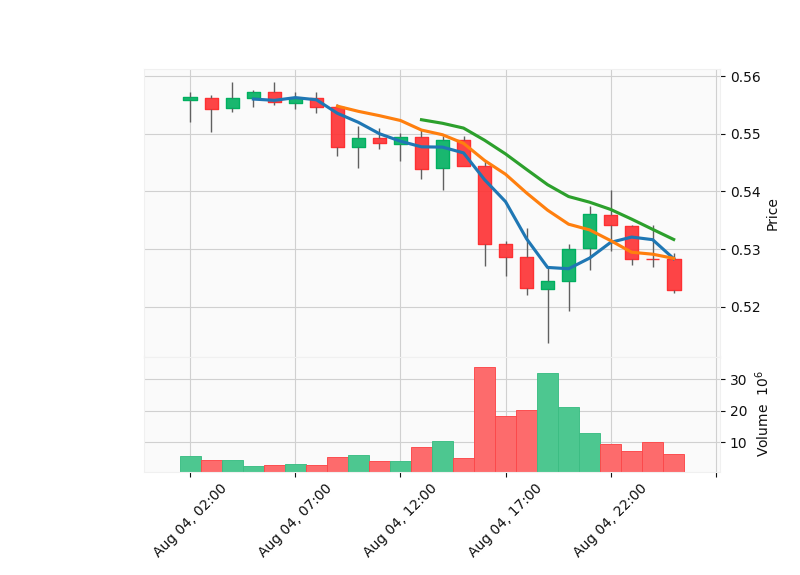 0.56
0.55
0.54
0.53
0.52
Price
30
20
10
Volume 10^6
Aug 04, 02:00
Aug 04, 07:00
Aug 04, 12:00
Aug 04, 17:00
Aug 04, 22:00